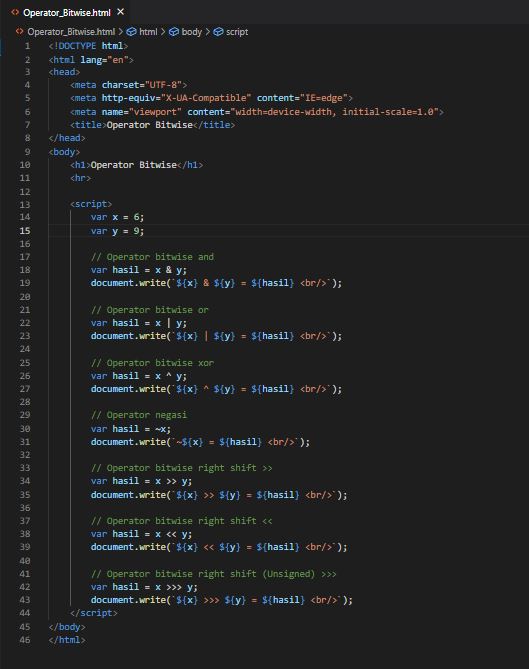 Operator_Bitwise.html ×
Operator_Bitwise.html > html > body > script
1 <!DOCTYPE html>
2 <html lang="en">
3 <head>
4 <meta charset="UTF-8">
5 <meta http-equiv="X-UA-Compatible" content="IE=edge">
6 <meta name="viewport" content="width=device-width, initial-scale=1.0">
7 <title>Operator Bitwise</title>
8 </head>
9 <body>
10 <h1>Operator Bitwise</h1>
11 <hr>
12
13 <script>
14 var x = 6;
15 var y = 9;
16
17 // Operator bitwise and
18 var hasil = x & y;
19 document.write(`${x} & ${y} = ${hasil} <br/>`);
20
21 // Operator bitwise or
22 var hasil = x | y;
23 document.write(`${x} | ${y} = ${hasil} <br/>`);
24
25 // Operator bitwise xor
26 var hasil = x ^ y;
27 document.write(`${x} ^ ${y} = ${hasil} <br/>`);
28
29 // Operator negasi
30 var hasil = ~x;
31 document.write(`~${x} = ${hasil} <br/>`);
32
33 // Operator bitwise right shift >>
34 var hasil = x >> y;
35 document.write(`${x} >> ${y} = ${hasil} <br/>`);
36
37 // Operator bitwise right shift <<
38 var hasil = x << y;
39 document.write(`${x} << ${y} = ${hasil} <br/>`);
40
41 // Operator bitwise right shift (Unsigned) >>>
42 var hasil = x >>> y;
43 document.write(`${x} >>> ${y} = ${hasil} <br/>`);
44 </script>
45 </body>
46 </html>